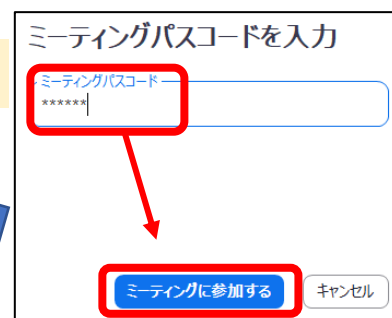 ミーティングパスコードを入力
ミーティングパスコード
******
ミーティングに参加する
キャンセル